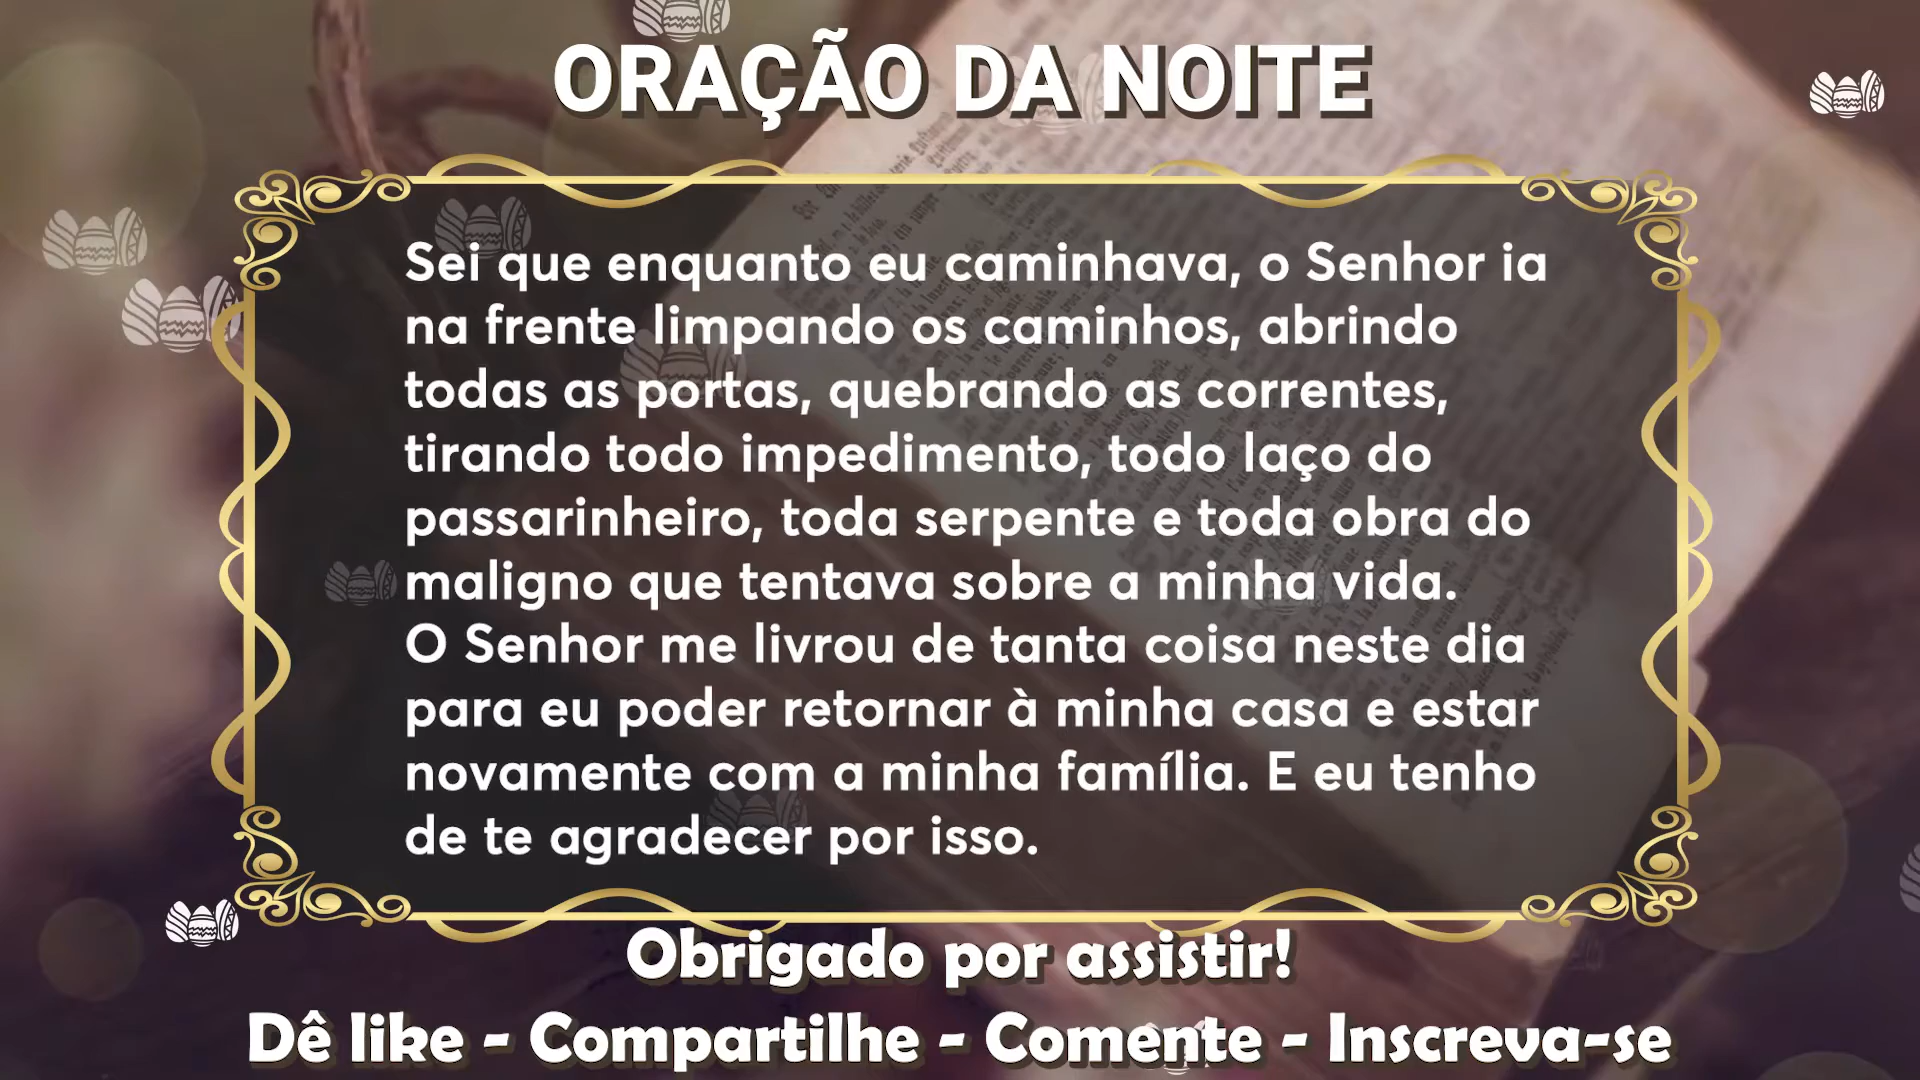 ORAÇÃO DA NOITE
Sei que enquanto eu caminhava, o Senhor ia
na frente limpando os caminhos, abrindo
todas as portas, quebrando as correntes,
tirando todo impedimento, todo laço do
passarinheiro, toda serpente e toda obra do
maligno que tentava sobre a minha vida.
O Senhor me livrou de tanta coisa neste dia
para eu poder retornar à minha casa e estar
novamente com a minha família. E eu tenho
de te agradecer por isso.
Obrigado por assistir!
Dê like - Compartilhe - Comente - Inscreva-se